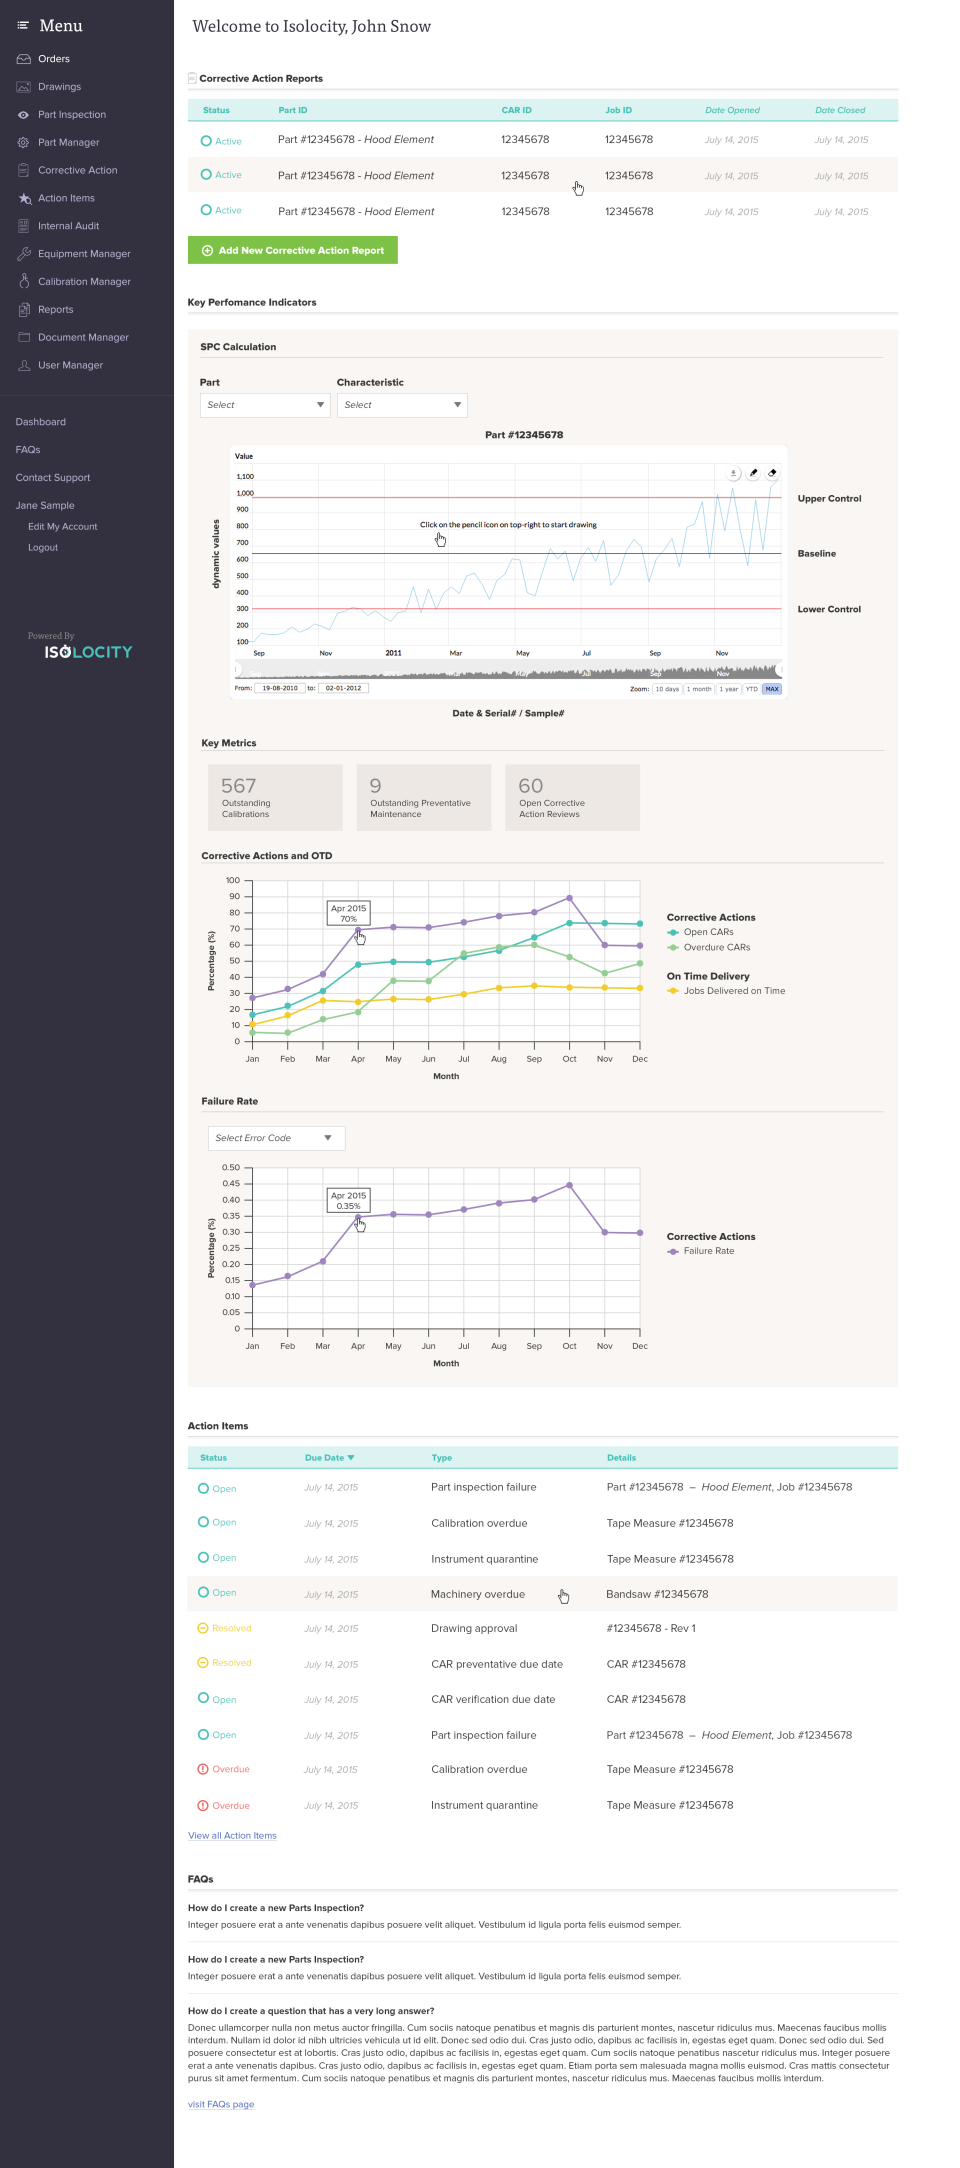 Menu
Orders
Drawings
Part Inspection
Part Manager
Corrective Action
Action Items
Internal Audit
Equipment Manager
Calibration Manager
Reports
Document Manager
User Manager
Dashboard
FAQs
Contact Support
Jane Sample
Edit My Account
Logout
Powered By
ISOLOCITY
Welcome to Isolocity, John Snow
Corrective Action Reports
Status Part ID CAR ID Job ID Date Opened Date Closed
Active Part #12345678 - Hood Element 12345678 12345678 July 14, 2015 July 14, 2015
Active Part #12345678 - Hood Element 12345678 12345678 July 14, 2015 July 14, 2015
Active Part #12345678 - Hood Element 12345678 12345678 July 14, 2015 July 14, 2015
Add New Corrective Action Report
Key Perfomance Indicators
SPC Calculation
Part Characteristic
Select Select
Part #12345678
Value
1,100
1,000
900
800
700
600
500
400
300
200
100
dynamic values
Click on the pencil icon on top-right to start drawing
Upper Control
Baseline
Lower Control
Sep Nov 2011 Mar May Jul Sep Nov
Mar May Jul Sep Nov
From: 19-08-2010 to: 02-01-2012 Zoom: 10 days 1 month 1 year YTD MAX
Date & Serial# / Sample#
Key Metrics
567
Outstanding
Calibrations
9
Outstanding Preventative
Maintenance
60
Open Corrective
Action Reviews
Corrective Actions and OTD
100
90
80
70
60
50
40
30
20
10
0
Percentage (%)
Apr 2015
70%
Jan Feb Mar Apr May Jun Jul Aug Sep Oct Nov Dec
Month
Corrective Actions
Open CARs
Overdure CARs
On Time Delivery
Jobs Delivered on Time
Failure Rate
Select Error Code
0.50
0.45
0.40
0.35
0.30
0.25
0.20
0.15
0.10
0.05
0
Percentage (%)
Apr 2015
0.35%
Jan Feb Mar Apr May Jun Jul Aug Sep Oct Nov Dec
Month
Corrective Actions
Failure Rate
Action Items
Status Due Date Type Details
Open July 14, 2015 Part inspection failure Part #12345678 – Hood Element, Job #12345678
Open July 14, 2015 Calibration overdue Tape Measure #12345678
Open July 14, 2015 Instrument quarantine Tape Measure #12345678
Open July 14, 2015 Machinery overdue Bandsaw #12345678
Resolved July 14, 2015 Drawing approval #12345678 - Rev 1
Resolved July 14, 2015 CAR preventative due date CAR #12345678
Open July 14, 2015 CAR verification due date CAR #12345678
Open July 14, 2015 Part inspection failure Part #12345678 – Hood Element, Job #12345678
Overdue July 14, 2015 Calibration overdue Tape Measure #12345678
Overdue July 14, 2015 Instrument quarantine Tape Measure #12345678
View all Action Items
FAQs
How do I create a new Parts Inspection?
Integer posuere erat a ante venenatis dapibus posuere velit aliquet. Vestibulum id ligula porta felis euismod semper.
How do I create a new Parts Inspection?
Integer posuere erat a ante venenatis dapibus posuere velit aliquet. Vestibulum id ligula porta felis euismod semper.
How do I create a question that has a very long answer?
Donec ullamcorper nulla non metus auctor fringilla. Cum sociis natoque penatibus et magnis dis parturient montes, nascetur ridiculus mus. Maecenas faucibus mollis
interdum. Nullam id dolor id nibh ultricies vehicula ut id elit. Donec sed odio dui. Cras justo odio, dapibus ac facilisis in, egestas eget quam. Donec sed odio dui. Sed
posuere consectetur est at lobortis. Cras justo odio, dapibus ac facilisis in, egestas eget quam. Cum sociis natoque penatibus nascetur ridiculus mus. Integer posuere
erat a ante venenatis dapibus. Cras justo odio, dapibus ac facilisis in, egestas eget quam. Etiam porta sem malesuada magna mollis euismod. Cras mattis consectetur
purus sit amet fermentum. Cum sociis natoque penatibus et magnis dis parturient montes, nascetur ridiculus mus. Maecenas faucibus mollis interdum.
visit FAQs page